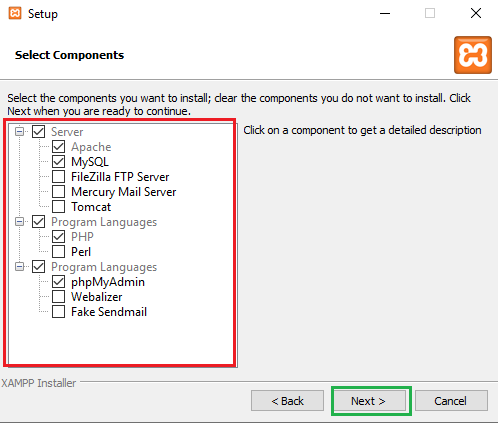 Setup
Select Components
Select the components you want to install; clear the components you do not want to install. Click
Next when you are ready to continue.
Server
Apache
MySQL
FileZilla FTP Server
Mercury Mail Server
Tomcat
Program Languages
PHP
Perl
Program Languages
phpMyAdmin
Webalizer
Fake Sendmail
Click on a component to get a detailed description
XAMPP Installer
< Back
Next >
Cancel